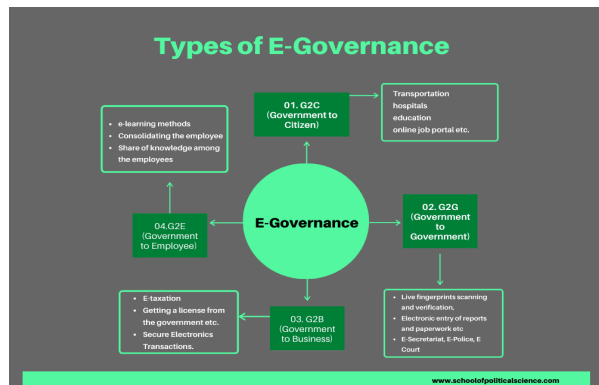 Types of E-Governance
01. G2C
(Government to
Citizen)
Transportation
hospitals
education
online job portal etc.
• e-learning methods
• Consolidating the employee
• Share of knowledge among
the employees
E-Governance
02. G2G
(Government
to
Government)
04.G2E
(Government
to Employee)
• Live fingerprints scanning
and verification,
• Electronic entry of reports
and paperwork etc
• E-Secretariat, E-Police, E
Court
• E-taxation
• Getting a license from
the government etc.
• Secure Electronics
Transactions.
03. G2B
(Government
to Business)
www.schoolofpoliticalscience.com